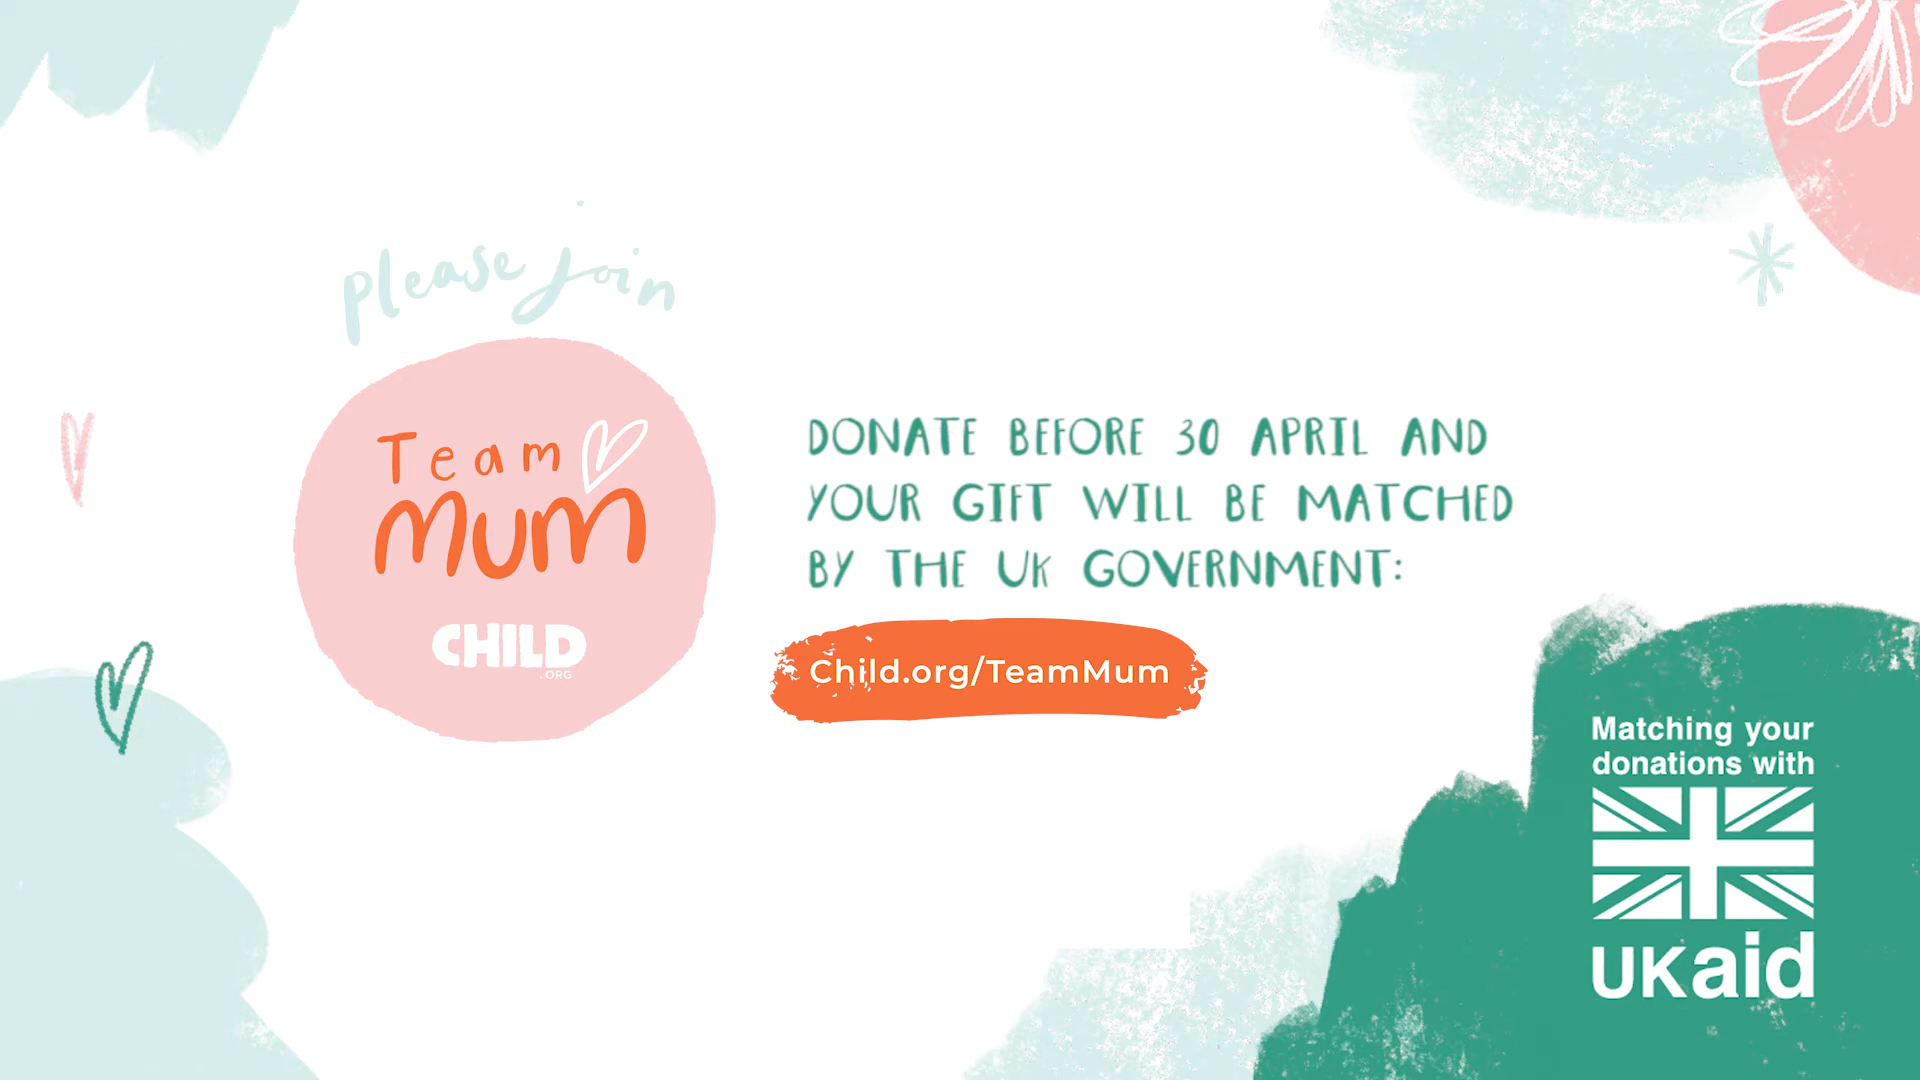 please join
Team
Mum
CHILD
.ORG
DONATE BEFORE 30 APRIL AND
YOUR GIFT WILL BE MATCHED
BY THE UK GOVERNMENT:
Child.org/TeamMum
Matching your
donations with
UKaid